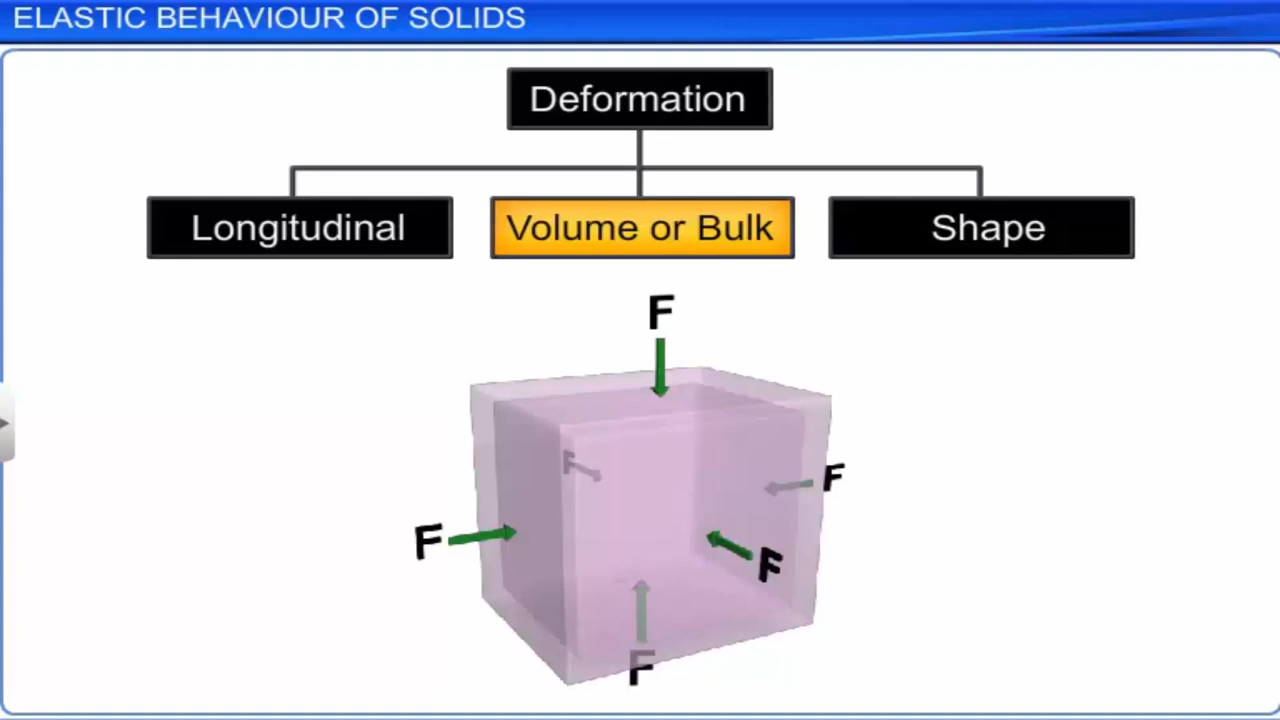 ELASTIC BEHAVIOUR OF SOLIDS
Deformation
Longitudinal
Volume or Bulk
Shape
F
F
F
F
F
F